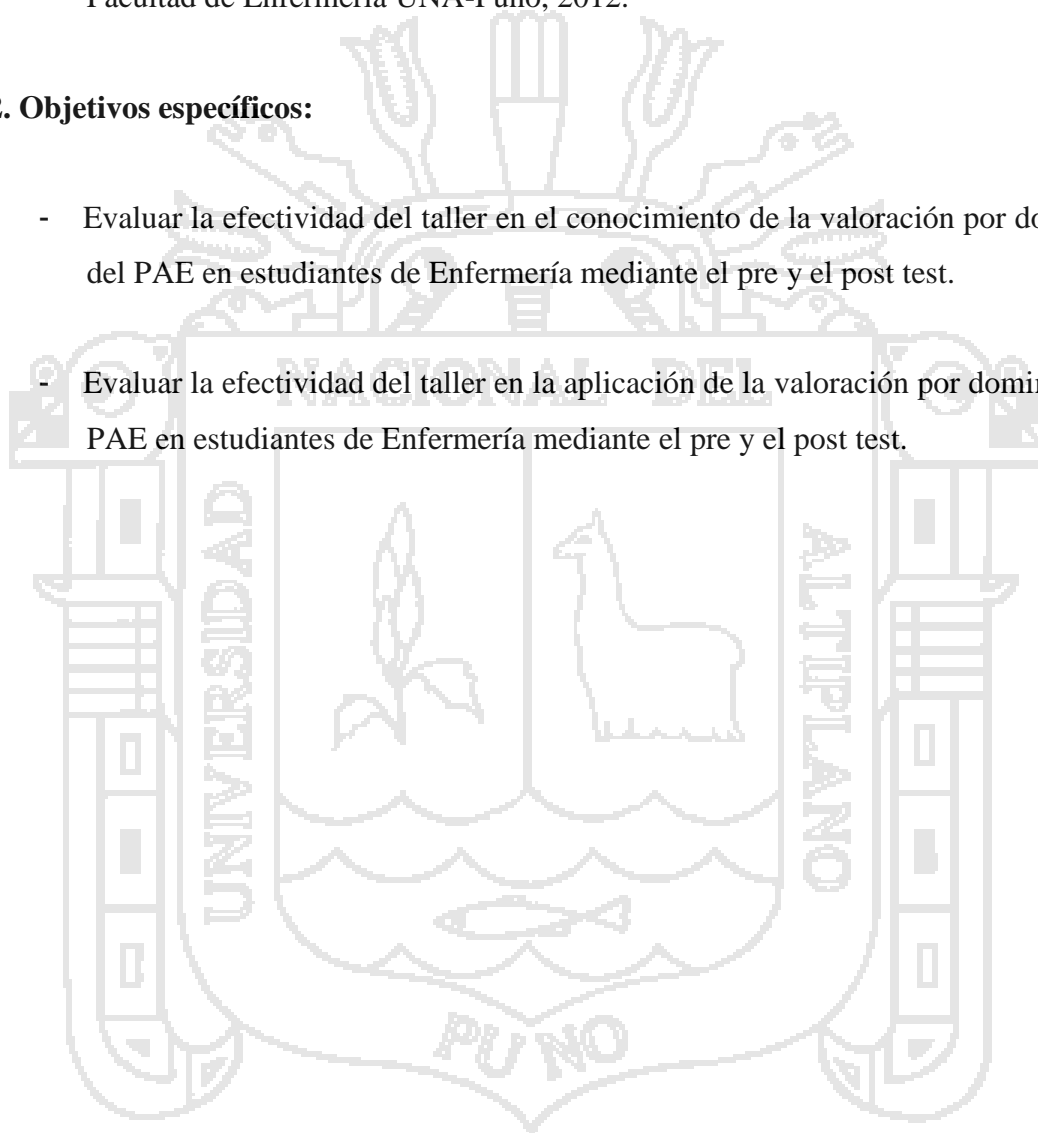 Facultad de Enfermería UNA-Puno, 2012.
2. Objetivos específicos:
- Evaluar la efectividad del taller en el conocimiento de la valoración por
del PAE en estudiantes de Enfermería mediante el pre y el post test.
- Evaluar la efectividad del taller en la aplicación de la valoración por
PAE en estudiantes de Enfermería mediante el pre y el post test.
NACIONAL DEL
UNIVERSIDAD
ALTIPLANO
PUNO